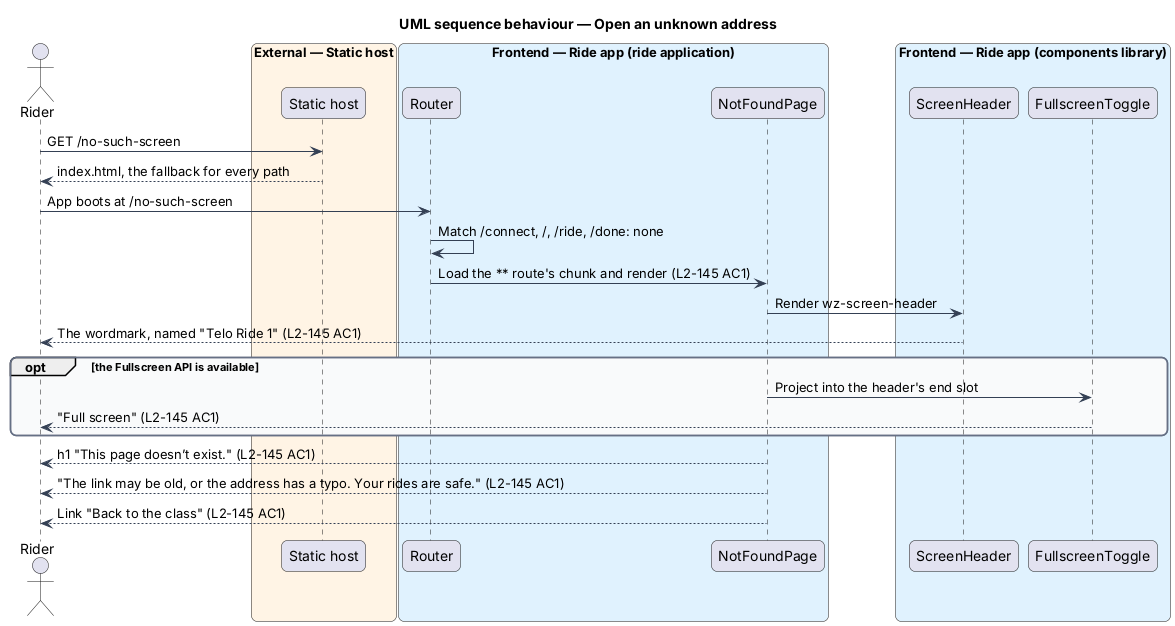 UML sequence behaviour — Open an unknown address
External — Static host
Frontend — Ride app (ride application)
Frontend — Ride app (components library)
Rider
Static host
Router
NotFoundPage
ScreenHeader
FullscreenToggle
GET /no-such-screen
index.html, the fallback for every path
App boots at /no-such-screen
Match /connect, /, /ride, /done: none
Load the ** route's chunk and render (L2-145 AC1)
Render wz-screen-header
The wordmark, named "Telo Ride 1" (L2-145 AC1)
opt
[the Fullscreen API is available]
Project into the header's end slot
"Full screen" (L2-145 AC1)
h1 "This page doesn’t exist." (L2-145 AC1)
"The link may be old, or the address has a typo. Your rides are safe." (L2-145 AC1)
Link "Back to the class" (L2-145 AC1)
Rider
Static host
Router
NotFoundPage
ScreenHeader
FullscreenToggle